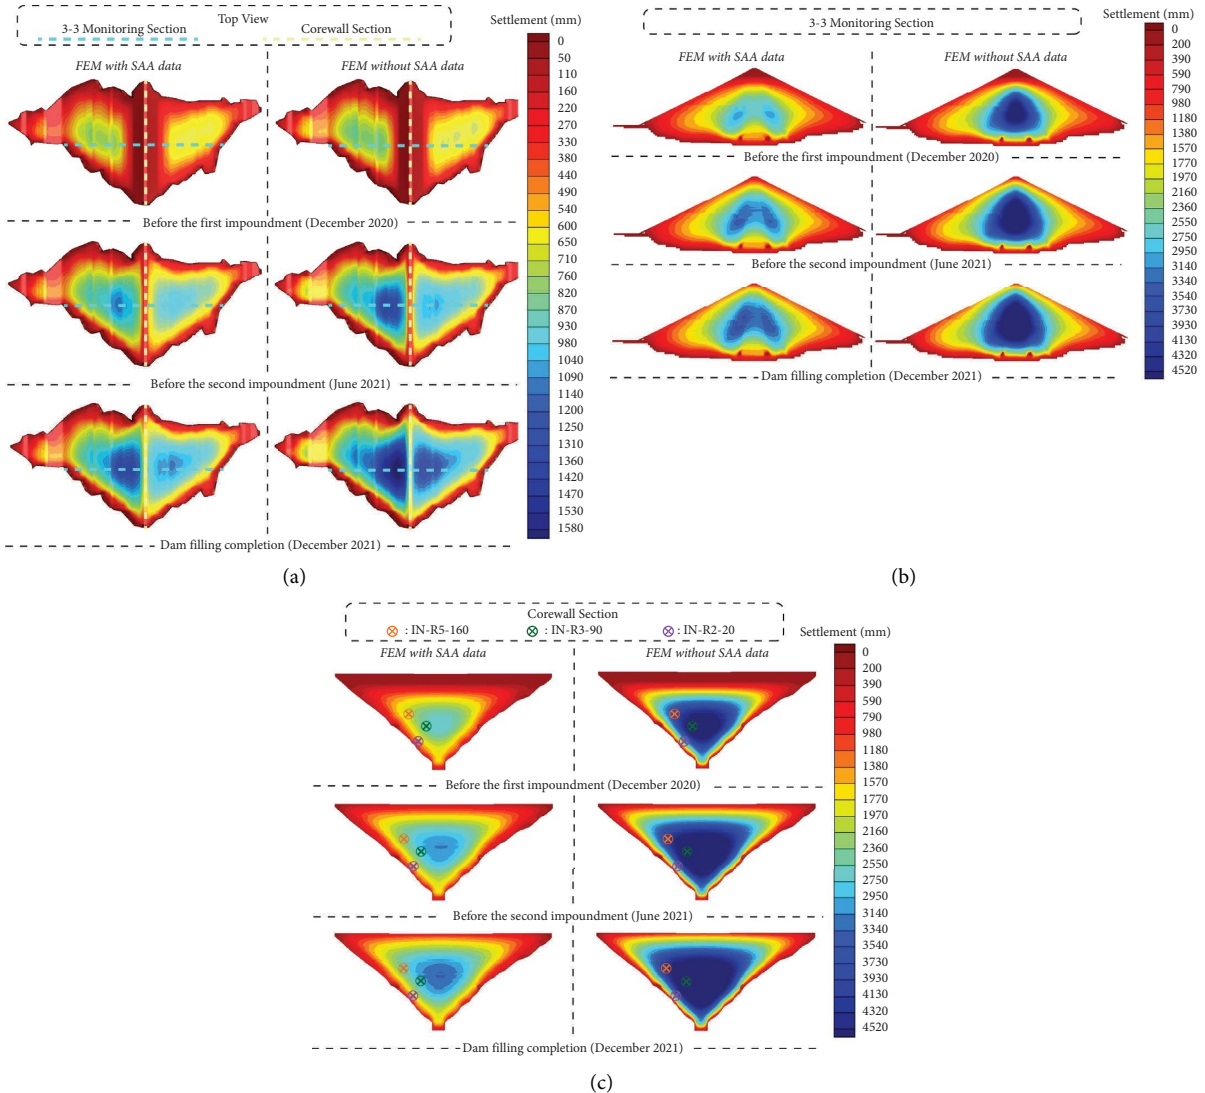 Top View
3-3 Monitoring Section
Corewall Section
FEM with SAA data
FEM without SAA data
Before the first impoundment (December 2020)
Before the second impoundment (June 2021)
Dam filling completion (December 2021)
Settlement (mm)
0
50
110
160
220
270
330
380
440
490
540
600
650
710
760
820
870
930
980
1040
1090
1140
1200
1250
1310
1360
1420
1470
1530
1580
(a)
3-3 Monitoring Section
FEM with SAA data
FEM without SAA data
Before the first impoundment (December 2020)
Before the second impoundment (June 2021)
Dam filling completion (December 2021)
Settlement (mm)
0
200
390
590
790
980
1180
1380
1570
1770
1970
2160
2360
2550
2750
2950
3140
3340
3540
3730
3930
4130
4320
4520
(b)
Corewall Section
: IN-R5-160
: IN-R3-90
: IN-R2-20
FEM with SAA data
FEM without SAA data
Before the first impoundment (December 2020)
Before the second impoundment (June 2021)
Dam filling completion (December 2021)
Settlement (mm)
0
200
390
590
790
980
1180
1380
1570
1770
1970
2160
2360
2550
2750
2950
3140
3340
3540
3730
3930
4130
4320
4520
(c)